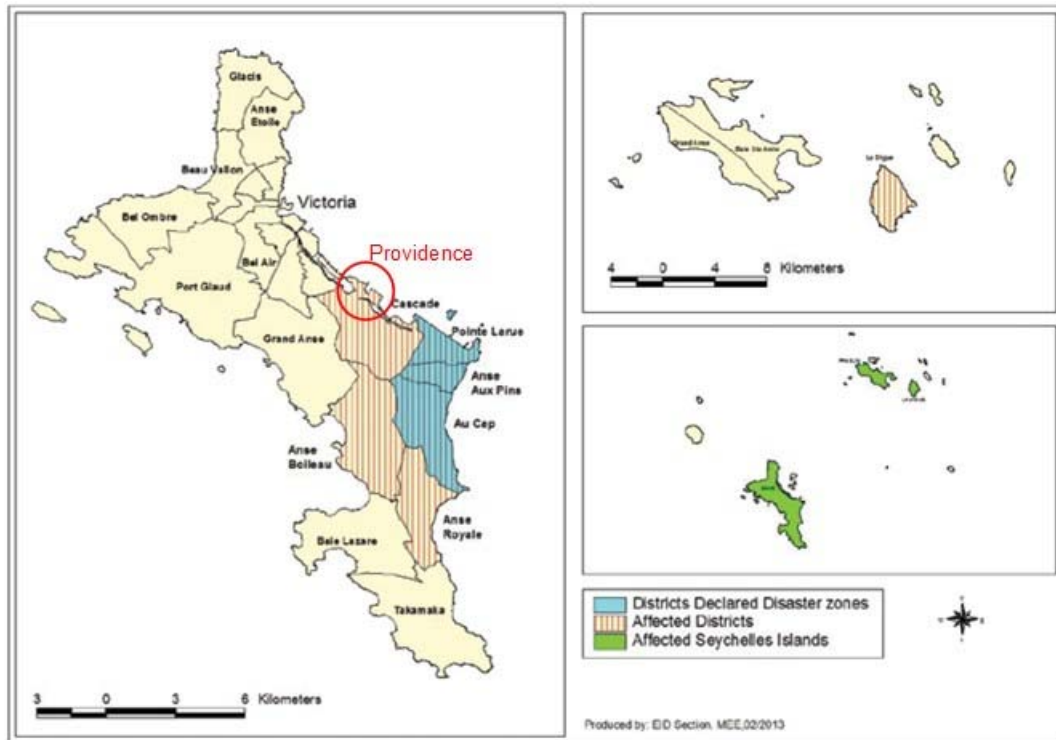 Glacis
Anse
Etoile
Beau Vallon
Victoria
Bel Ombre
Bel Air
Providence
Port Glaud
Cascade
Pointe Larue
Grand Anse
Anse
Aux Pins
Au Cap
Anse
Boileau
Anse
Royale
Baie Lazare
Takamaka
3 0 3 6 Kilometers
Grand Anse
Baie Ste Anne
La Digue
4 0 4 8 Kilometers
Districts Declared Disaster zones
Affected Districts
Affected Seychelles Islands
Produced by: EID Section, MEE,02/2013